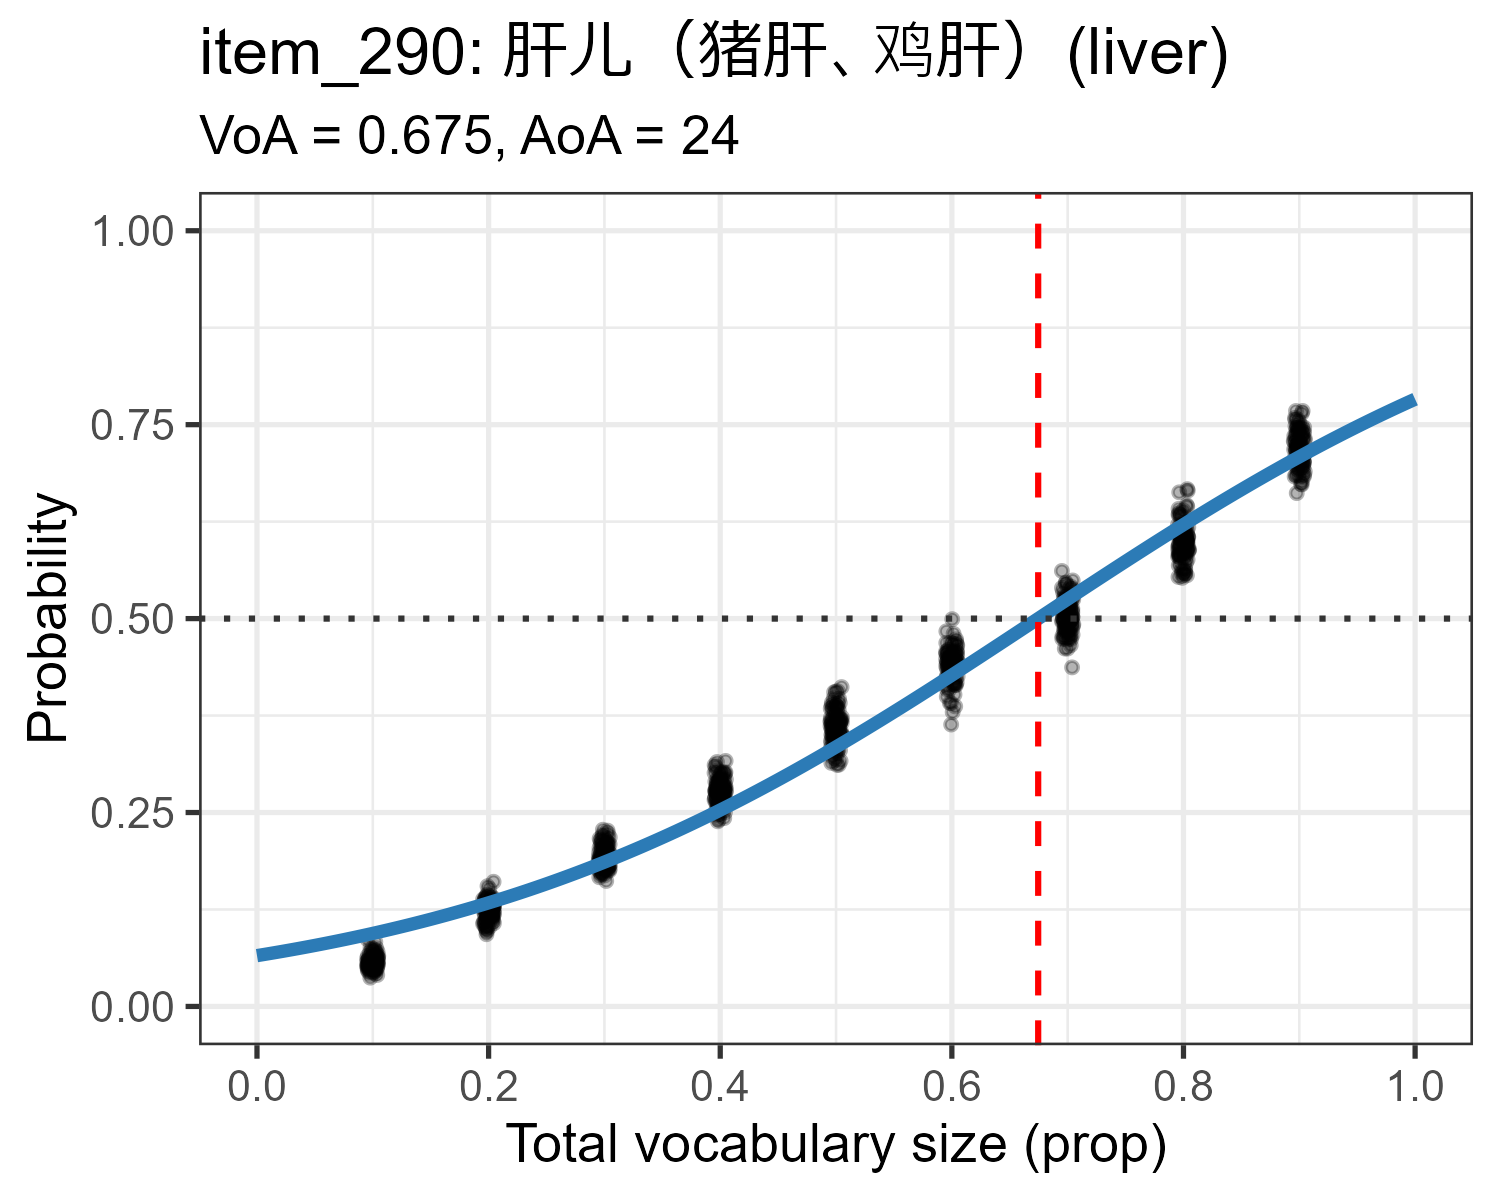 item_290: 肝儿（猪肝、鸡肝）(liver)
VoA = 0.675, AoA = 24
1.00
0.75
0.50
0.25
0.00
Probability
0.0 0.2 0.4 0.6 0.8 1.0
Total vocabulary size (prop)